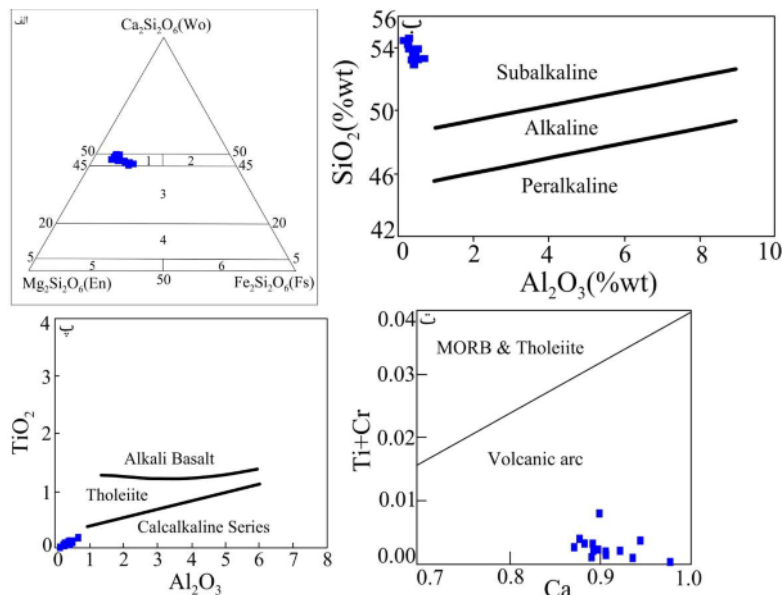 الف
Ca₂Si₂O₆(Wo)
50 50
45 1 2 45
3
20 20
4
5 5 6 5
Mg₂Si₂O₆(En) 50 Fe₂Si₂O₆(Fs)
ب
56
54
50
46
42
SiO₂(%wt)
Subalkaline
Alkaline
Peralkaline
0 2 4 6 8 10
Al₂O₃(%wt)
پ
4
3
2
1
0
TiO₂
Alkali Basalt
Tholeiite
Calcalkaline Series
0 1 2 3 4 5 6 7 8
Al₂O₃
ت
0.04
0.03
0.02
0.01
0.00
Ti+Cr
MORB & Tholeiite
Volcanic arc
0.7 0.8 0.9 1.0
Ca